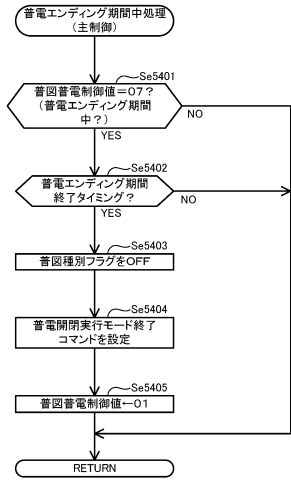 普電エンディング期間中処理
（主制御）
Se5401
普図普電制御値＝07？
（普電エンディング期間
中？）
NO
YES
Se5402
普電エンディング期間
終了タイミング？
NO
YES
Se5403
普図種別フラグをOFF
Se5404
普電開閉実行モード終了
コマンドを設定
Se5405
普図普電制御値←01
RETURN